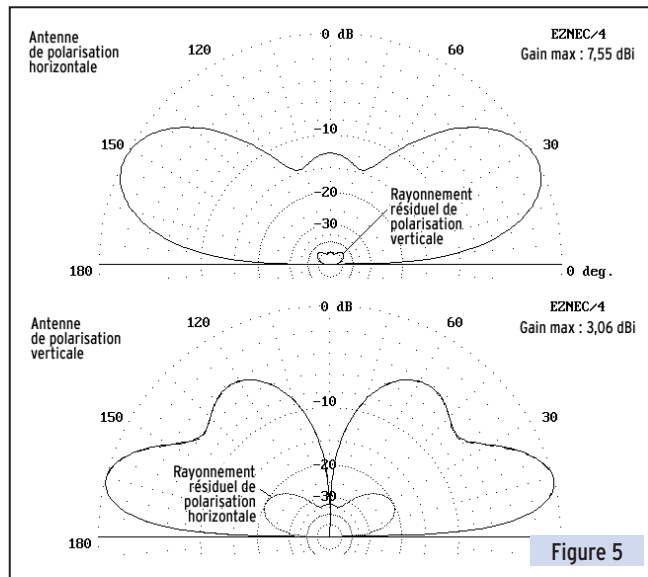 Antenne
de polarisation
horizontale
120
0 dB
60
EZNEC/4
Gain max : 7,55 dBi
150
-10
30
-20
-30
Rayonnement
résiduel de
polarisation
verticale
180
0 deg.
Antenne
de polarisation
verticale
120
0 dB
60
EZNEC/4
Gain max : 3,06 dBi
150
-10
30
-20
-30
Rayonnement
résiduel de
polarisation
horizontale
180
Figure 5